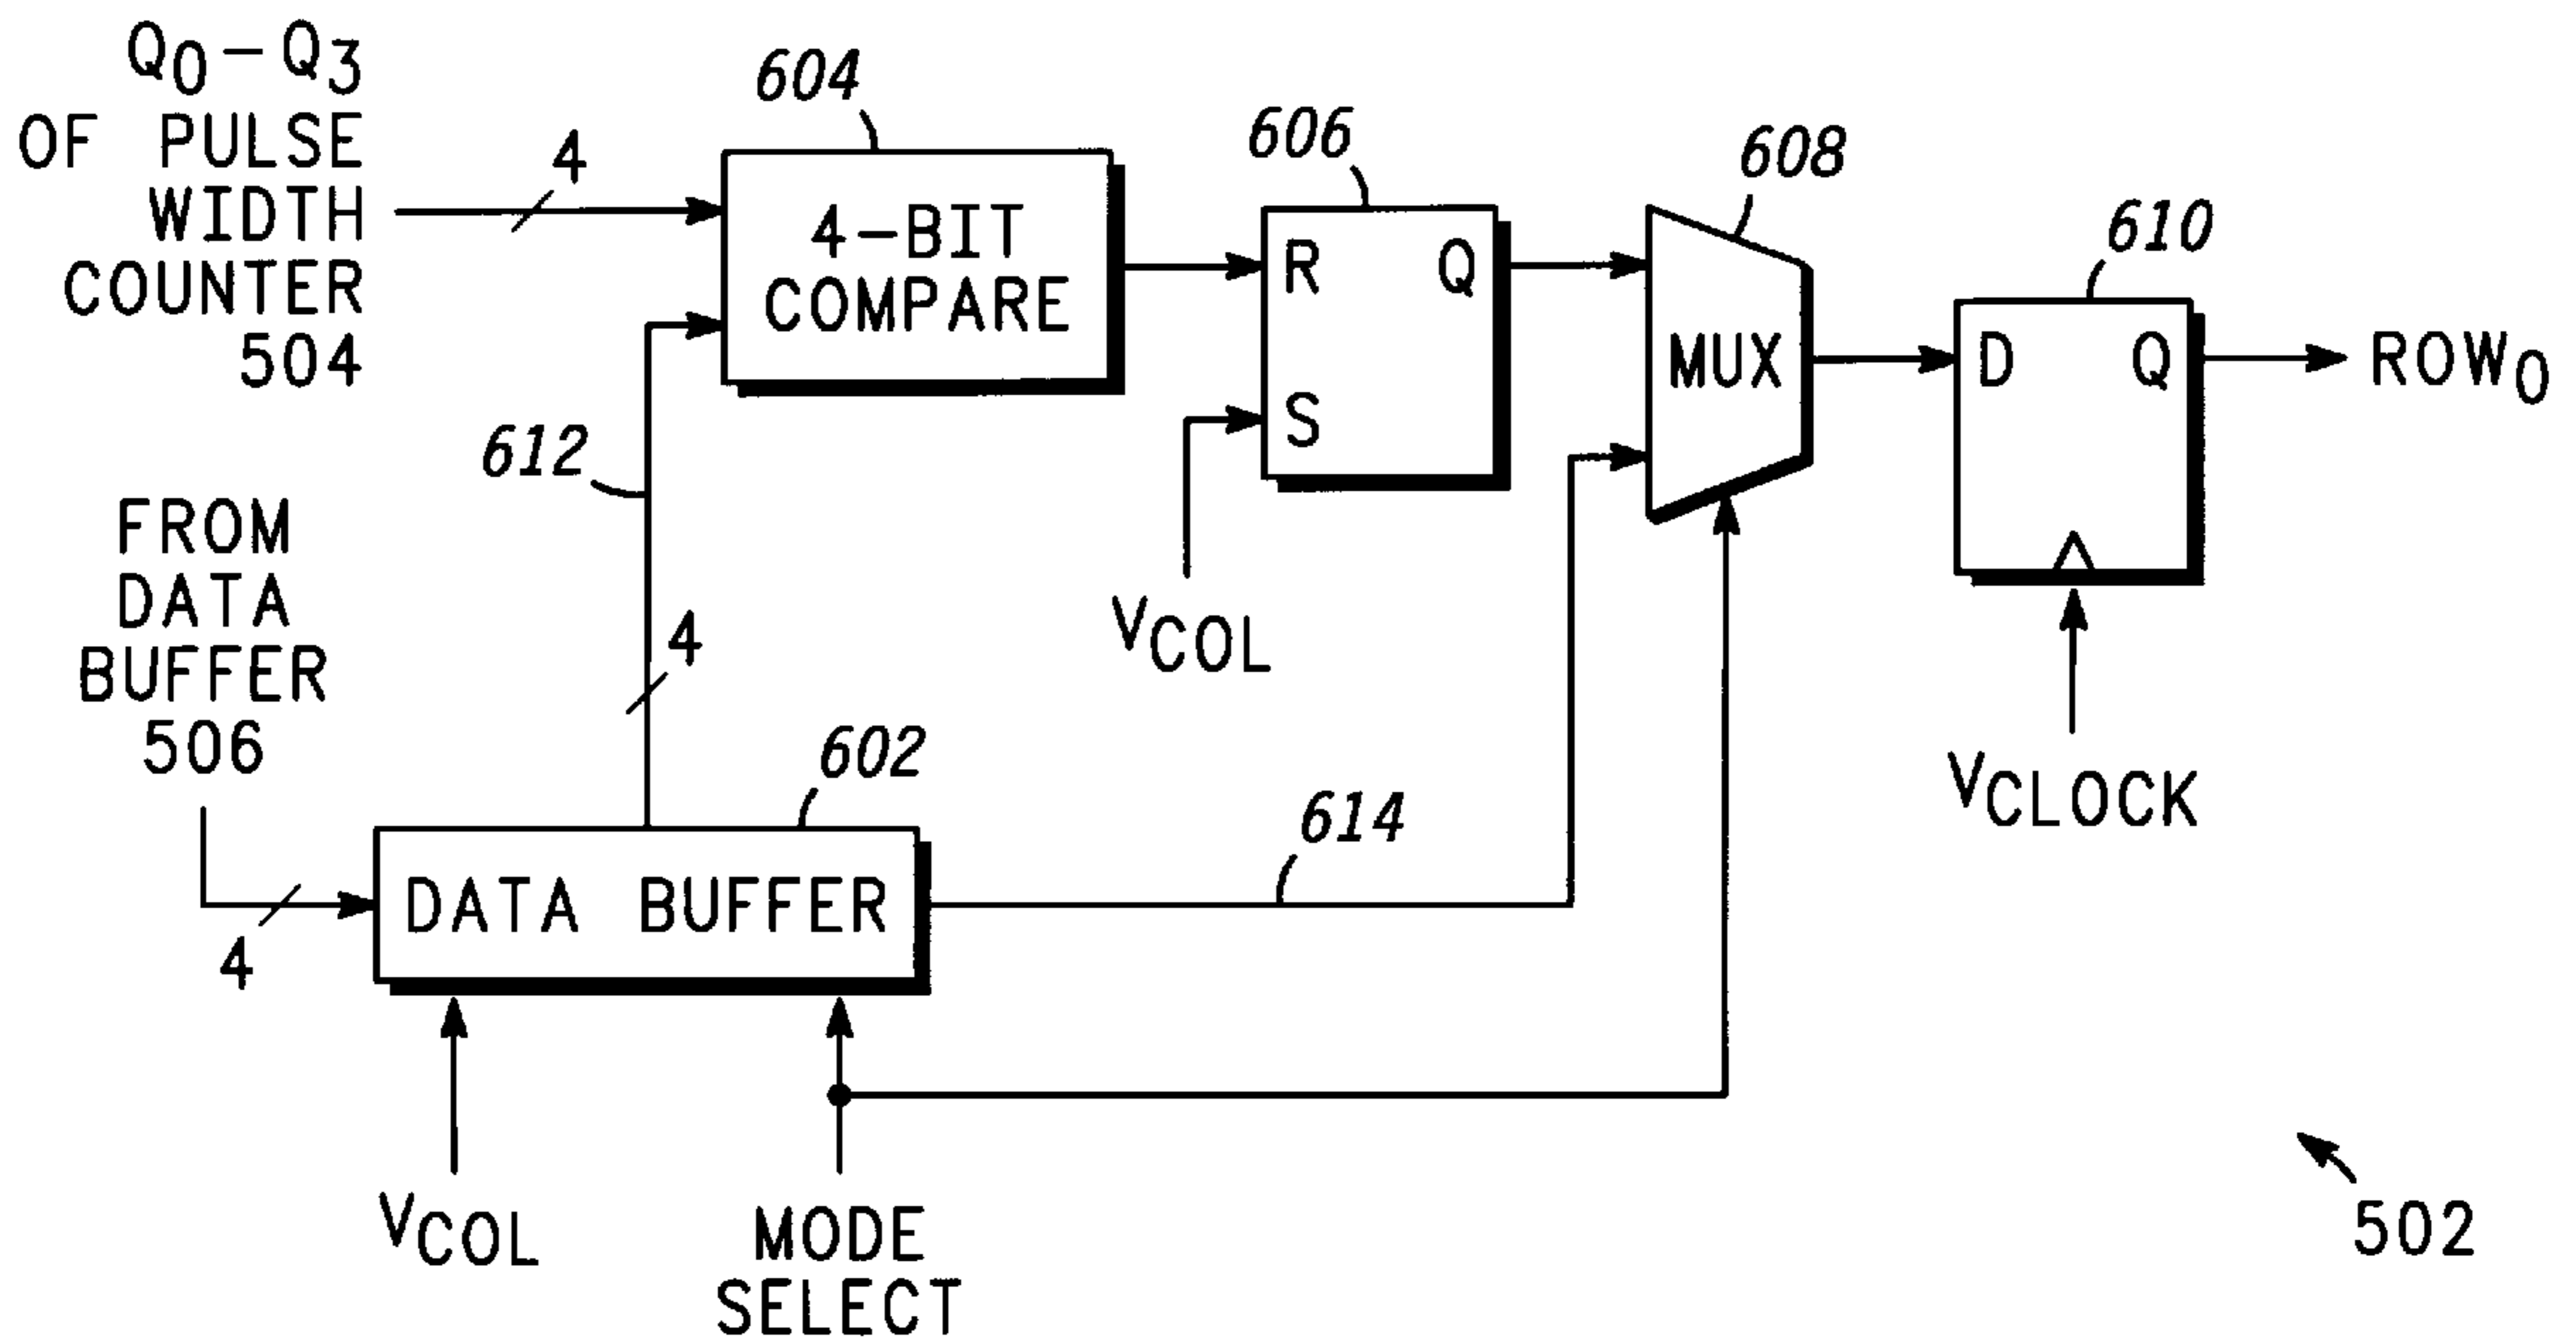 Q0-Q3
OF PULSE
WIDTH
COUNTER
504
4
604
4-BIT
COMPARE
606
R
Q
S
VCOL
608
MUX
610
D
Q
ROW0
VCLOCK
612
4
FROM
DATA
BUFFER
506
4
602
DATA BUFFER
614
VCOL
MODE
SELECT
502